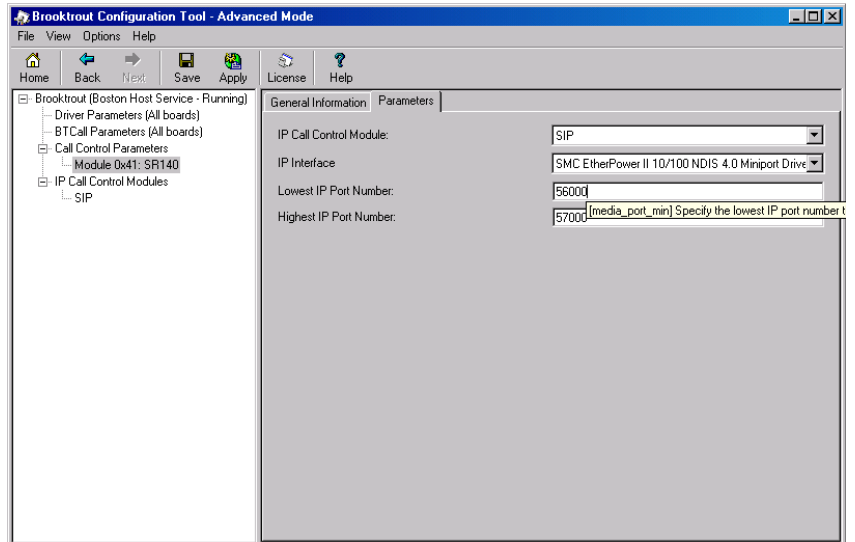 Brooktrout Configuration Tool - Advanced Mode
File View Options Help
Home Back Next Save Apply License Help
Brooktrout (Boston Host Service - Running)
Driver Parameters (All boards)
BTCall Parameters (All boards)
Call Control Parameters
Module 0x41: SR140
IP Call Control Modules
SIP
General Information Parameters
IP Call Control Module: SIP
IP Interface SMC EtherPower II 10/100 NDIS 4.0 Miniport Drive
Lowest IP Port Number: 56000
[media_port_min] Specify the lowest IP port number t
Highest IP Port Number: 57000